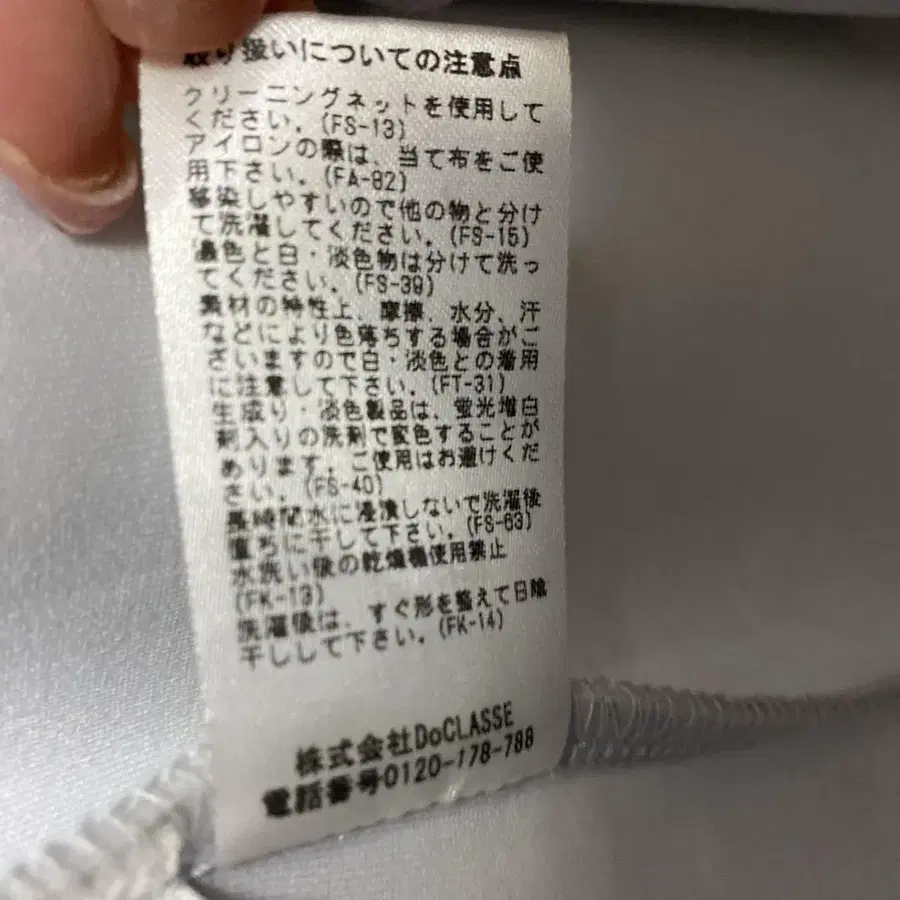 取り扱いについての注意点
クリーニングネットを使用して
ください。(FS-13)
アイロンの際は、当て布をご使
用下さい。(FA-82)
移染しやすいので他の物と分け
て洗濯してください。(FS-15)
濃色と白・淡色物は分けて洗っ
てください。(FS-39)
素材の特性上、摩擦、水分、汗
などにより色落ちする場合がご
ざいますので白・淡色との着用
に注意して下さい。(FT-31)
生成り・淡色製品は、蛍光増白
剤入りの洗剤で変色することが
あります。ご使用はお避けくだ
さい。(FS-40)
長時間水に浸漬しないで洗濯後
直ちに干して下さい。(FS-63)
水洗い後の乾燥機使用禁止
(FK-13)
洗濯後は、すぐ形を整えて日陰
干しして下さい。(FK-14)
株式会社DoCLASSE
電話番号0120-178-788